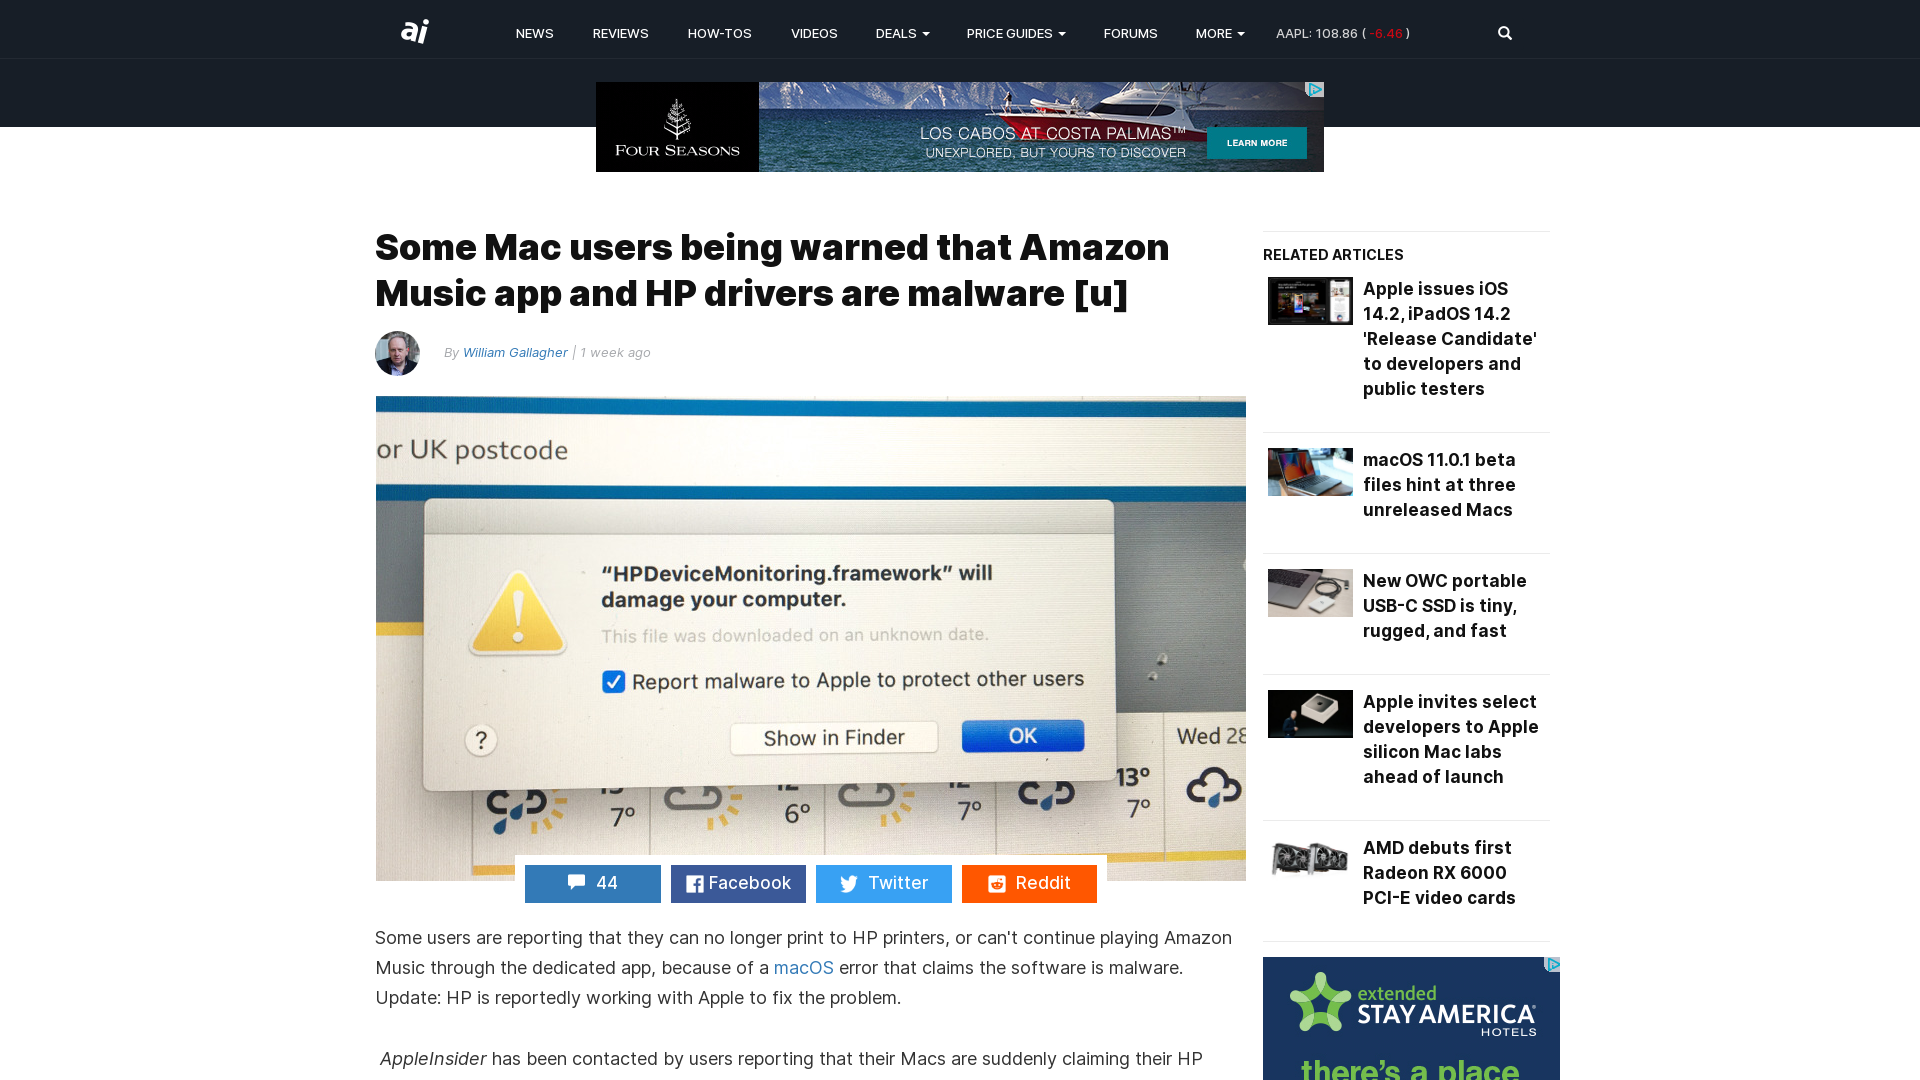 ai
NEWS REVIEWS HOW-TOS VIDEOS DEALS PRICE GUIDES FORUMS MORE AAPL: 108.86 ( -6.46 )
FOUR SEASONS
LOS CABOS AT COSTA PALMAS™
UNEXPLORED, BUT YOURS TO DISCOVER
LEARN MORE
Some Mac users being warned that Amazon
Music app and HP drivers are malware [u]
By William Gallagher | 1 week ago
or UK postcode
“HPDeviceMonitoring.framework” will
damage your computer.
This file was downloaded on an unknown date.
Report malware to Apple to protect other users
?
Show in Finder
OK
Wed 28
13°
7°
6°
7°
7°
44
Facebook
Twitter
Reddit
Some users are reporting that they can no longer print to HP printers, or can't continue playing Amazon
Music through the dedicated app, because of a macOS error that claims the software is malware.
Update: HP is reportedly working with Apple to fix the problem.
AppleInsider has been contacted by users reporting that their Macs are suddenly claiming their HP
RELATED ARTICLES
Apple issues iOS
14.2, iPadOS 14.2
'Release Candidate'
to developers and
public testers
macOS 11.0.1 beta
files hint at three
unreleased Macs
New OWC portable
USB-C SSD is tiny,
rugged, and fast
Apple invites select
developers to Apple
silicon Mac labs
ahead of launch
AMD debuts first
Radeon RX 6000
PCI-E video cards
extended
STAY AMERICA
HOTELS
there's a place